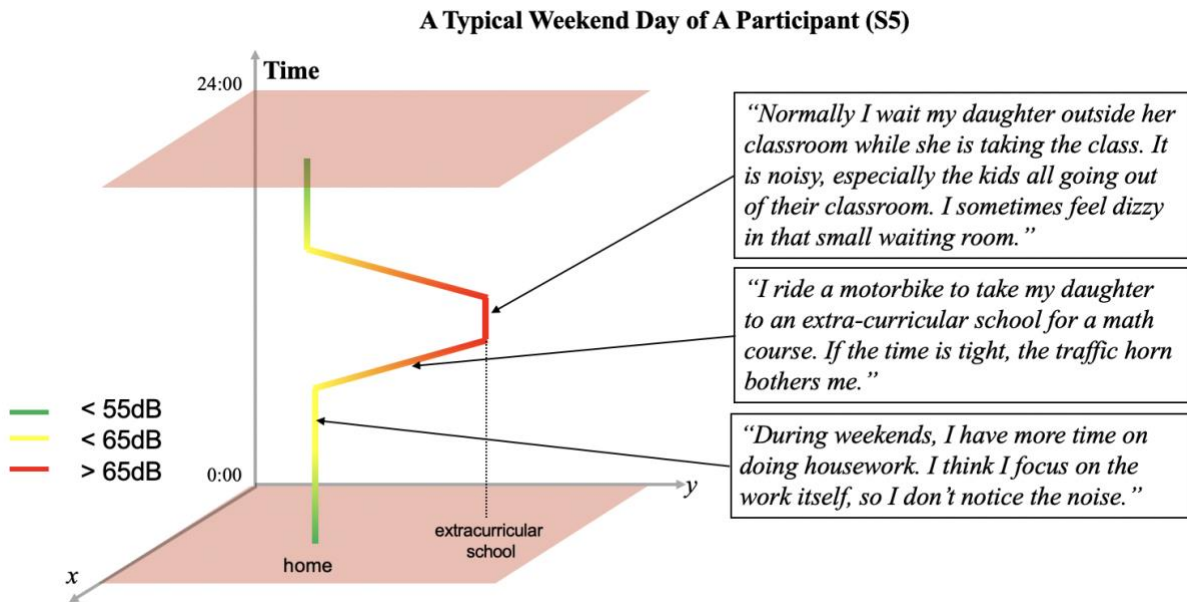 A Typical Weekend Day of A Participant (S5)
Time
24:00
“Normally I wait my daughter outside her
classroom while she is taking the class. It
is noisy, especially the kids all going out
of their classroom. I sometimes feel dizzy
in that small waiting room.”
“I ride a motorbike to take my daughter
to an extra-curricular school for a math
course. If the time is tight, the traffic horn
bothers me.”
“During weekends, I have more time on
doing housework. I think I focus on the
work itself, so I don’t notice the noise.”
< 55dB
< 65dB
> 65dB
0:00
y
extracurricular
school
home
x